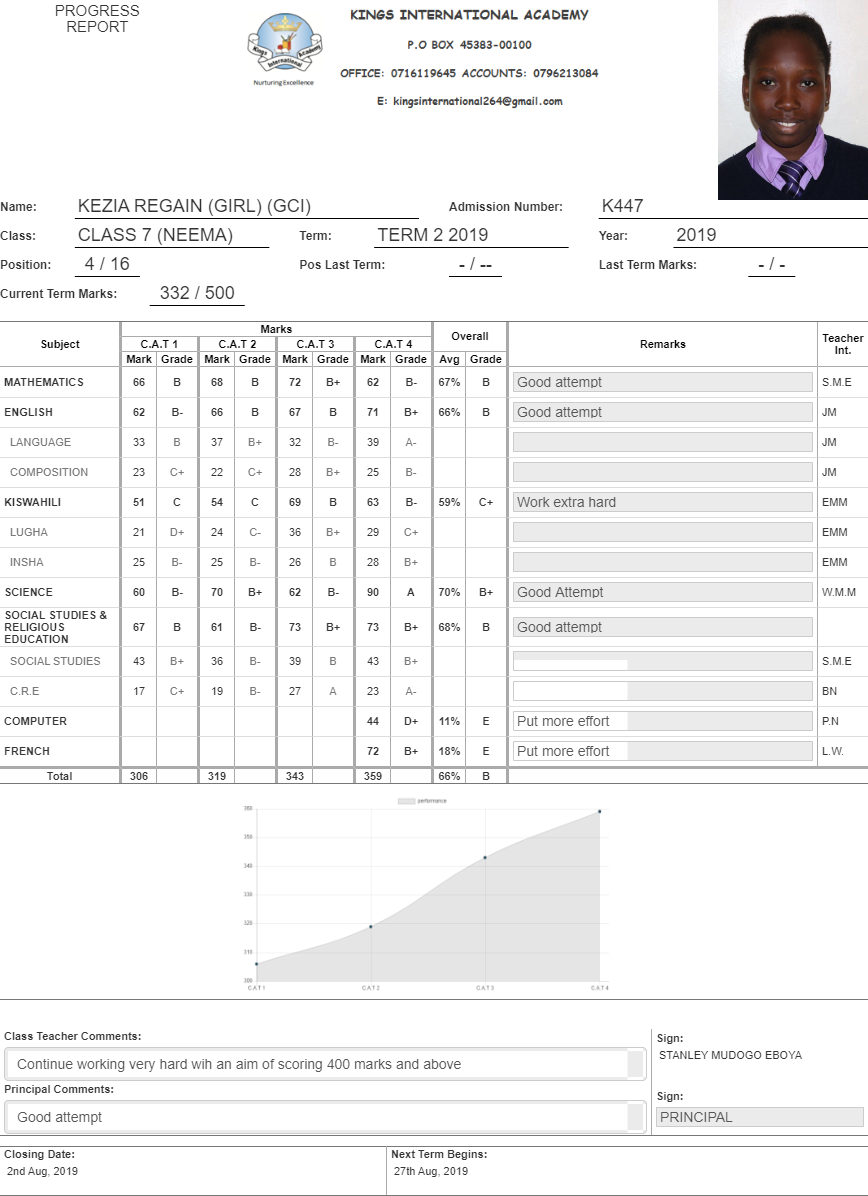 PROGRESS
REPORT
Kings Academy
International
Nurturing Excellence
KINGS INTERNATIONAL ACADEMY
P.O BOX 45383-00100
OFFICE: 0716119645 ACCOUNTS: 0796213084
E: kingsinternational264@gmail.com
Name: KEZIA REGAIN (GIRL) (GCI) Admission Number: K447
Class: CLASS 7 (NEEMA) Term: TERM 2 2019 Year: 2019
Position: 4 / 16 Pos Last Term: - / -- Last Term Marks: - / -
Current Term Marks: 332 / 500
Subject Marks Overall Remarks Teacher Int.
C.A.T 1 C.A.T 2 C.A.T 3 C.A.T 4
Mark Grade Mark Grade Mark Grade Mark Grade Avg Grade
MATHEMATICS 66 B 68 B 72 B+ 62 B- 67% B Good attempt S.M.E
ENGLISH 62 B- 66 B 67 B 71 B+ 66% B Good attempt JM
LANGUAGE 33 B 37 B+ 32 B- 39 A- JM
COMPOSITION 23 C+ 22 C+ 28 B+ 25 B- JM
KISWAHILI 51 C 54 C 69 B 63 B- 59% C+ Work extra hard EMM
LUGHA 21 D+ 24 C- 36 B+ 29 C+ EMM
INSHA 25 B- 25 B- 26 B 28 B+ EMM
SCIENCE 60 B- 70 B+ 62 B- 90 A 70% B+ Good Attempt W.M.M
SOCIAL STUDIES &
RELIGIOUS
EDUCATION 67 B 61 B- 73 B+ 73 B+ 68% B Good attempt
SOCIAL STUDIES 43 B+ 36 B- 39 B 43 B+ S.M.E
C.R.E 17 C+ 19 B- 27 A 23 A- BN
COMPUTER 44 D+ 11% E Put more effort P.N
FRENCH 72 B+ 18% E Put more effort L.W.
Total 306 319 343 359 66% B
performance
360
350
340
330
320
310
300
C.A.T 1 C.A.T 2 C.A.T 3 C.A.T 4
Class Teacher Comments:
Continue working very hard wih an aim of scoring 400 marks and above
Sign:
STANLEY MUDOGO EBOYA
Principal Comments:
Good attempt
Sign:
PRINCIPAL
Closing Date: Next Term Begins:
2nd Aug, 2019 27th Aug, 2019